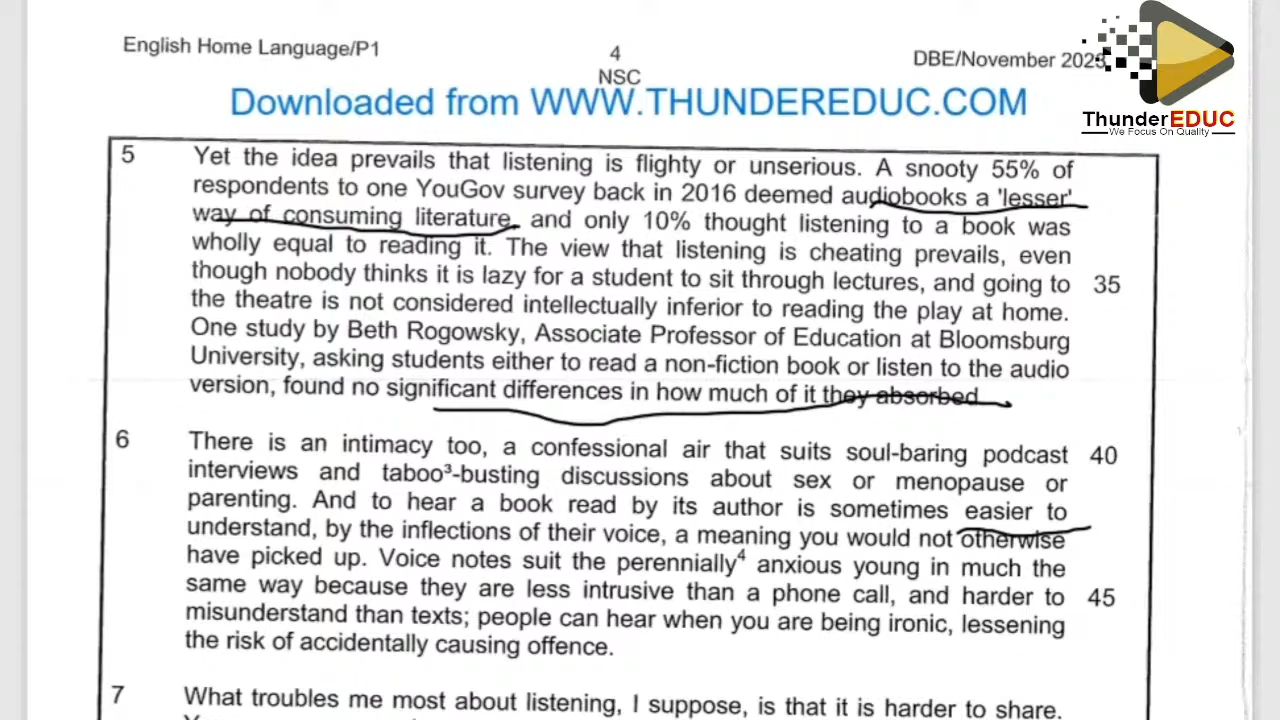 English Home Language/P1
4
DBE/November 2023
NSC
Downloaded from WWW.THUNDEREDUC.COM
ThunderEDUC
We Focus On Quality
5 Yet the idea prevails that listening is flighty or unserious. A snooty 55% of
respondents to one YouGov survey back in 2016 deemed audiobooks a 'lesser'
way of consuming literature, and only 10% thought listening to a book was
wholly equal to reading it. The view that listening is cheating prevails, even
though nobody thinks it is lazy for a student to sit through lectures, and going to 35
the theatre is not considered intellectually inferior to reading the play at home.
One study by Beth Rogowsky, Associate Professor of Education at Bloomsburg
University, asking students either to read a non-fiction book or listen to the audio
version, found no significant differences in how much of it they absorbed.
6 There is an intimacy too, a confessional air that suits soul-baring podcast 40
interviews and taboo³-busting discussions about sex or menopause or
parenting. And to hear a book read by its author is sometimes easier to
understand, by the inflections of their voice, a meaning you would not otherwise
have picked up. Voice notes suit the perennially⁴ anxious young in much the
same way because they are less intrusive than a phone call, and harder to 45
misunderstand than texts; people can hear when you are being ironic, lessening
the risk of accidentally causing offence.
7 What troubles me most about listening, I suppose, is that it is harder to share.